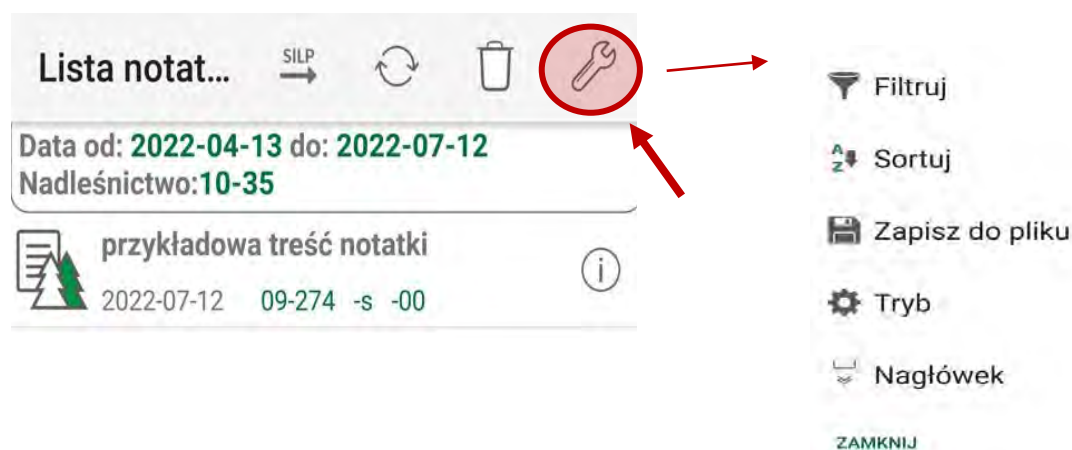 Lista notat...
SILP
Data od: 2022-04-13 do: 2022-07-12
Nadleśnictwo:10-35
przykładowa treść notatki
2022-07-12 09-274 -s -00
Filtruj
Sortuj
Zapisz do pliku
Tryb
Nagłówek
ZAMKNIJ